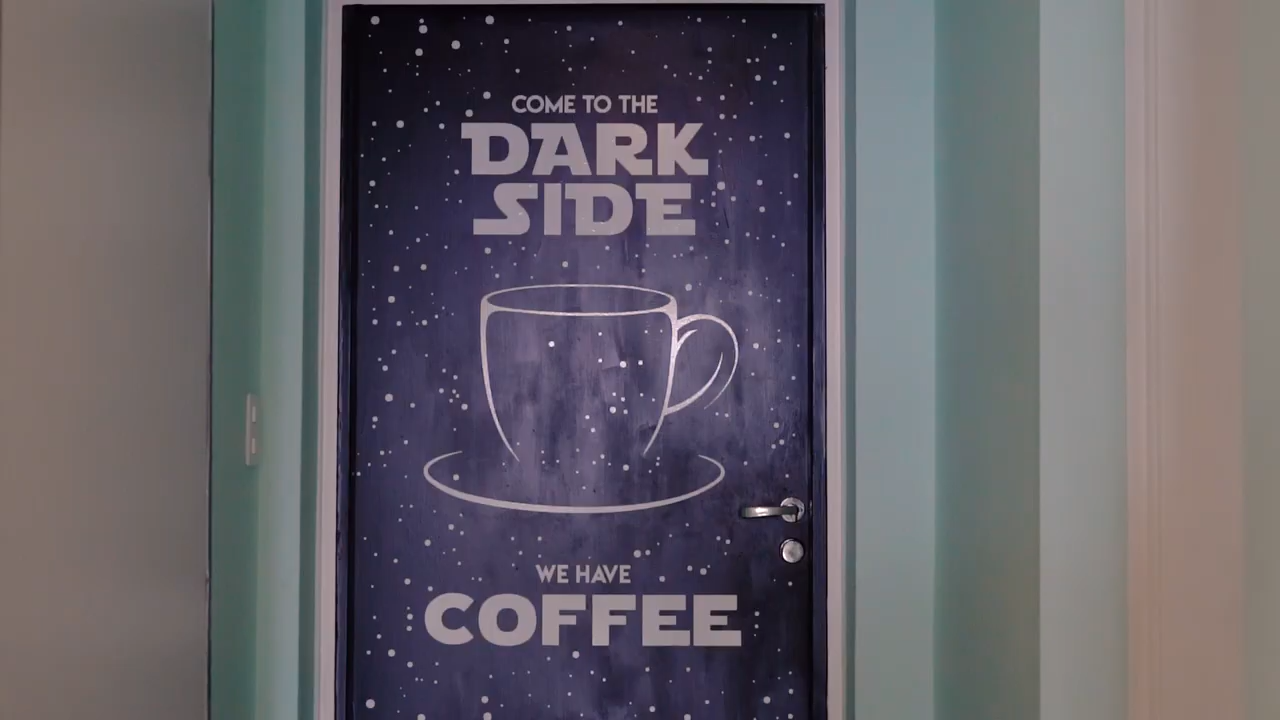 COME TO THE
DARK
SIDE
WE HAVE
COFFEE